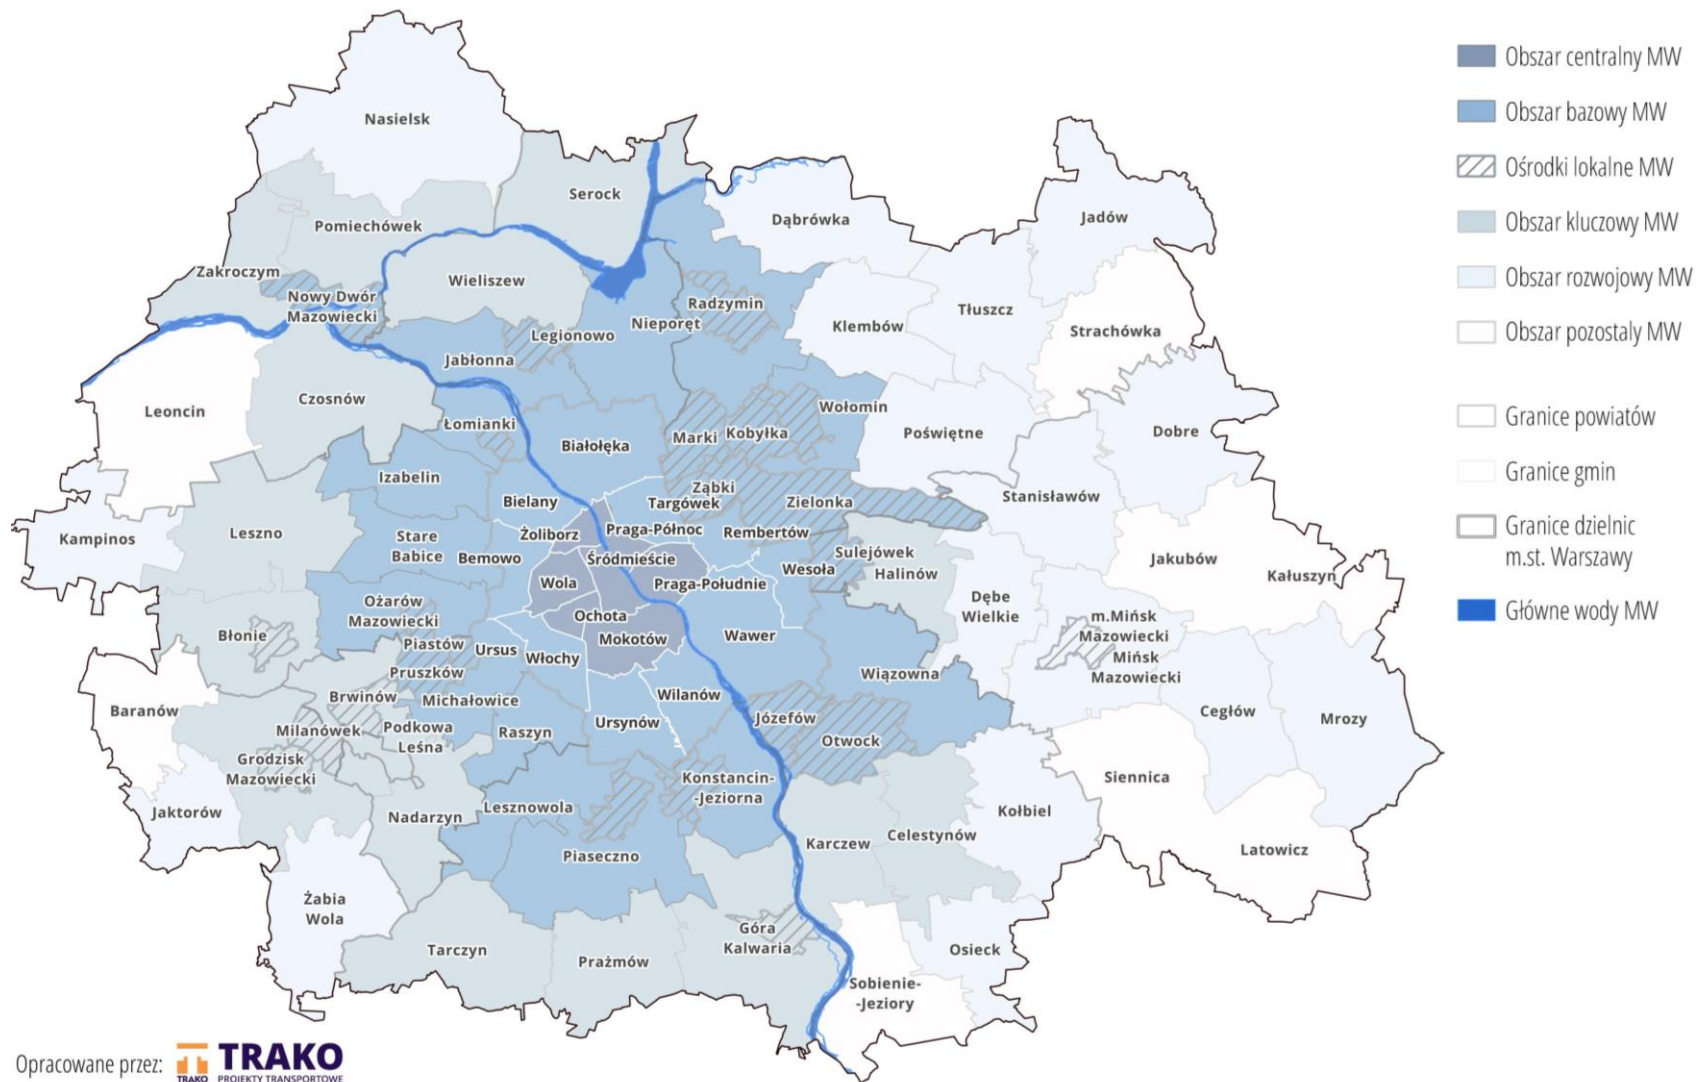 Nasielsk
Serock
Dąbrówka
Jadów
Pomiechówek
Zakroczym
Wieliszew
Nowy Dwór
Mazowiecki
Radzymin
Nieporęt
Legionowo
Klembów
Tłuszcz
Strachówka
Jabłonna
Leoncin
Czosnów
Łomianki
Wołomin
Marki
Kobyłka
Poświętne
Dobre
Białołęka
Izabelin
Ząbki
Zielonka
Stanisławów
Bielany
Targówek
Kampinos
Leszno
Stare
Babice
Bemowo
Żoliborz
Praga-Północ
Rembertów
Śródmieście
Sulejówek
Halinów
Jakubów
Kałuszyn
Wola
Praga-Południe
Wesoła
Dębe
Wielkie
Ożarów
Mazowiecki
Ochota
Mokotów
Wawer
m.Mińsk
Mazowiecki
Mińsk
Mazowiecki
Błonie
Piastów
Pruszków
Ursus
Włochy
Wiązowna
Brwinów
Michałowice
Wilanów
Baranów
Milanówek
Podkowa
Leśna
Raszyn
Ursynów
Józefów
Otwock
Cegłów
Mrozy
Grodzisk
Mazowiecki
Konstancin-
-Jeziorna
Siennica
Jaktorów
Nadarzyn
Lesznowola
Karczew
Celestynów
Kołbiel
Piaseczno
Latowicz
Żabia
Wola
Tarczyn
Prażmów
Góra
Kalwaria
Osieck
Sobienie-
-Jeziory
Obszar centralny MW
Obszar bazowy MW
Ośrodki lokalne MW
Obszar kluczowy MW
Obszar rozwojowy MW
Obszar pozostaly MW
Granice powiatów
Granice gmin
Granice dzielnic
m.st. Warszawy
Główne wody MW
Opracowane przez:
TRAKO
TRAKO
PROJEKTY TRANSPORTOWE